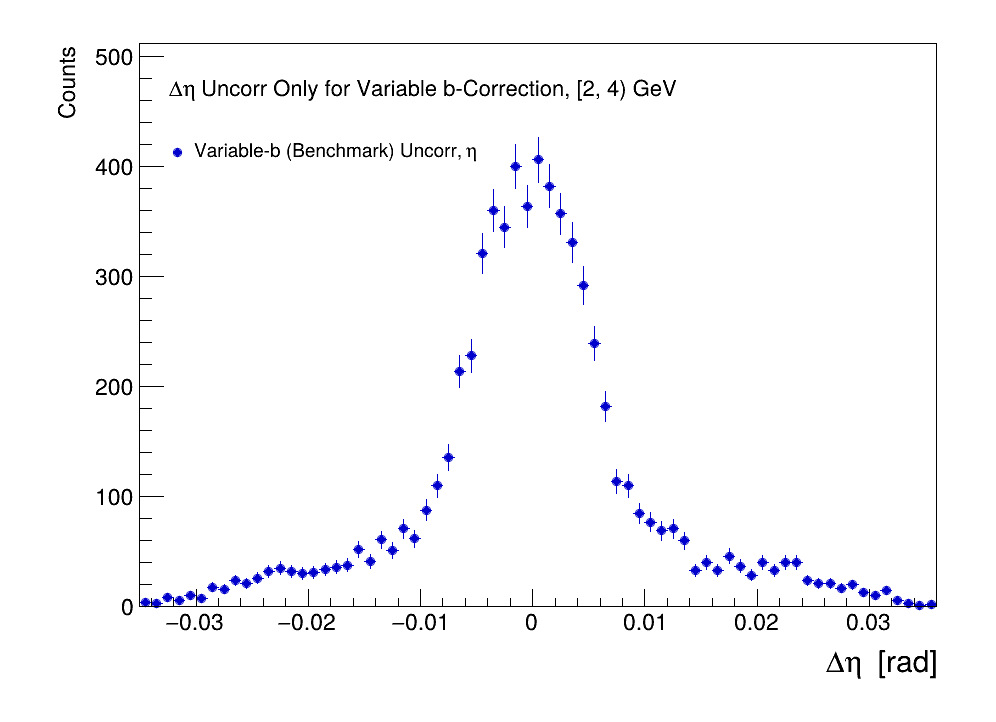 Counts
500
Δη Uncorr Only for Variable b-Correction, [2, 4) GeV
Variable-b (Benchmark) Uncorr, η
400
300
200
100
0
−0.03 −0.02 −0.01 0 0.01 0.02 0.03
Δη [rad]